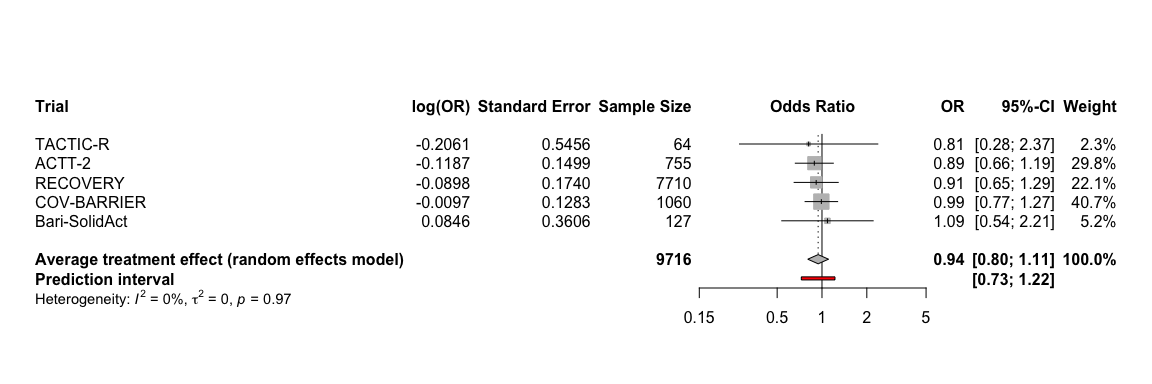 Trial log(OR) Standard Error Sample Size Odds Ratio OR 95%-CI Weight
TACTIC-R -0.2061 0.5456 64 0.81 [0.28; 2.37] 2.3%
ACTT-2 -0.1187 0.1499 755 0.89 [0.66; 1.19] 29.8%
RECOVERY -0.0898 0.1740 7710 0.91 [0.65; 1.29] 22.1%
COV-BARRIER -0.0097 0.1283 1060 0.99 [0.77; 1.27] 40.7%
Bari-SolidAct 0.0846 0.3606 127 1.09 [0.54; 2.21] 5.2%
Average treatment effect (random effects model) 9716 0.94 [0.80; 1.11] 100.0%
Prediction interval [0.73; 1.22]
Heterogeneity: I² = 0%, τ² = 0, p = 0.97
0.15 0.5 1 2 5